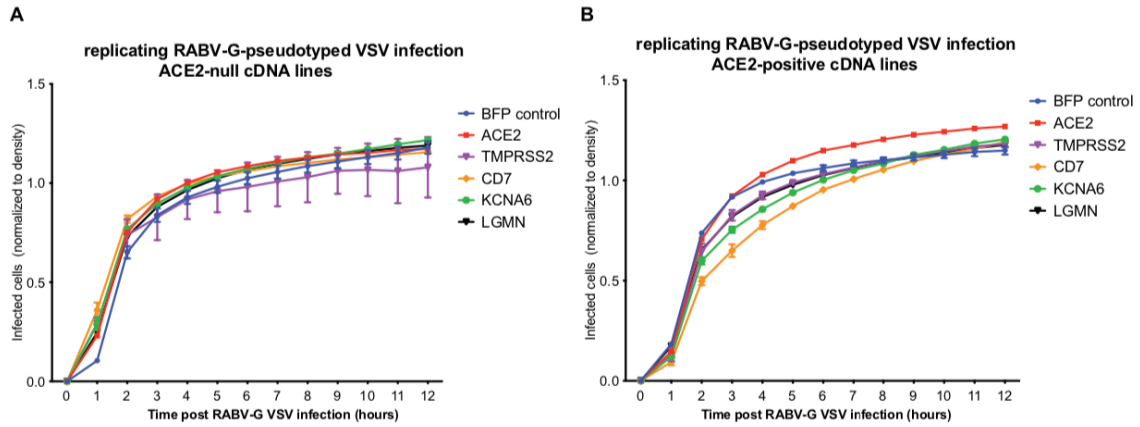 A
replicating RABV-G-pseudotyped VSV infection
ACE2-null cDNA lines
Infected cells (normalized to density)
1.5
1.0
0.5
0.0
0 1 2 3 4 5 6 7 8 9 10 11 12
Time post RABV-G VSV infection (hours)
BFP control
ACE2
TMPRSS2
CD7
KCNA6
LGMN
B
replicating RABV-G-pseudotyped VSV infection
ACE2-positive cDNA lines
Infected cells (normalized to density)
1.5
1.0
0.5
0.0
0 1 2 3 4 5 6 7 8 9 10 11 12
Time post RABV-G VSV infection (hours)
BFP control
ACE2
TMPRSS2
CD7
KCNA6
LGMN